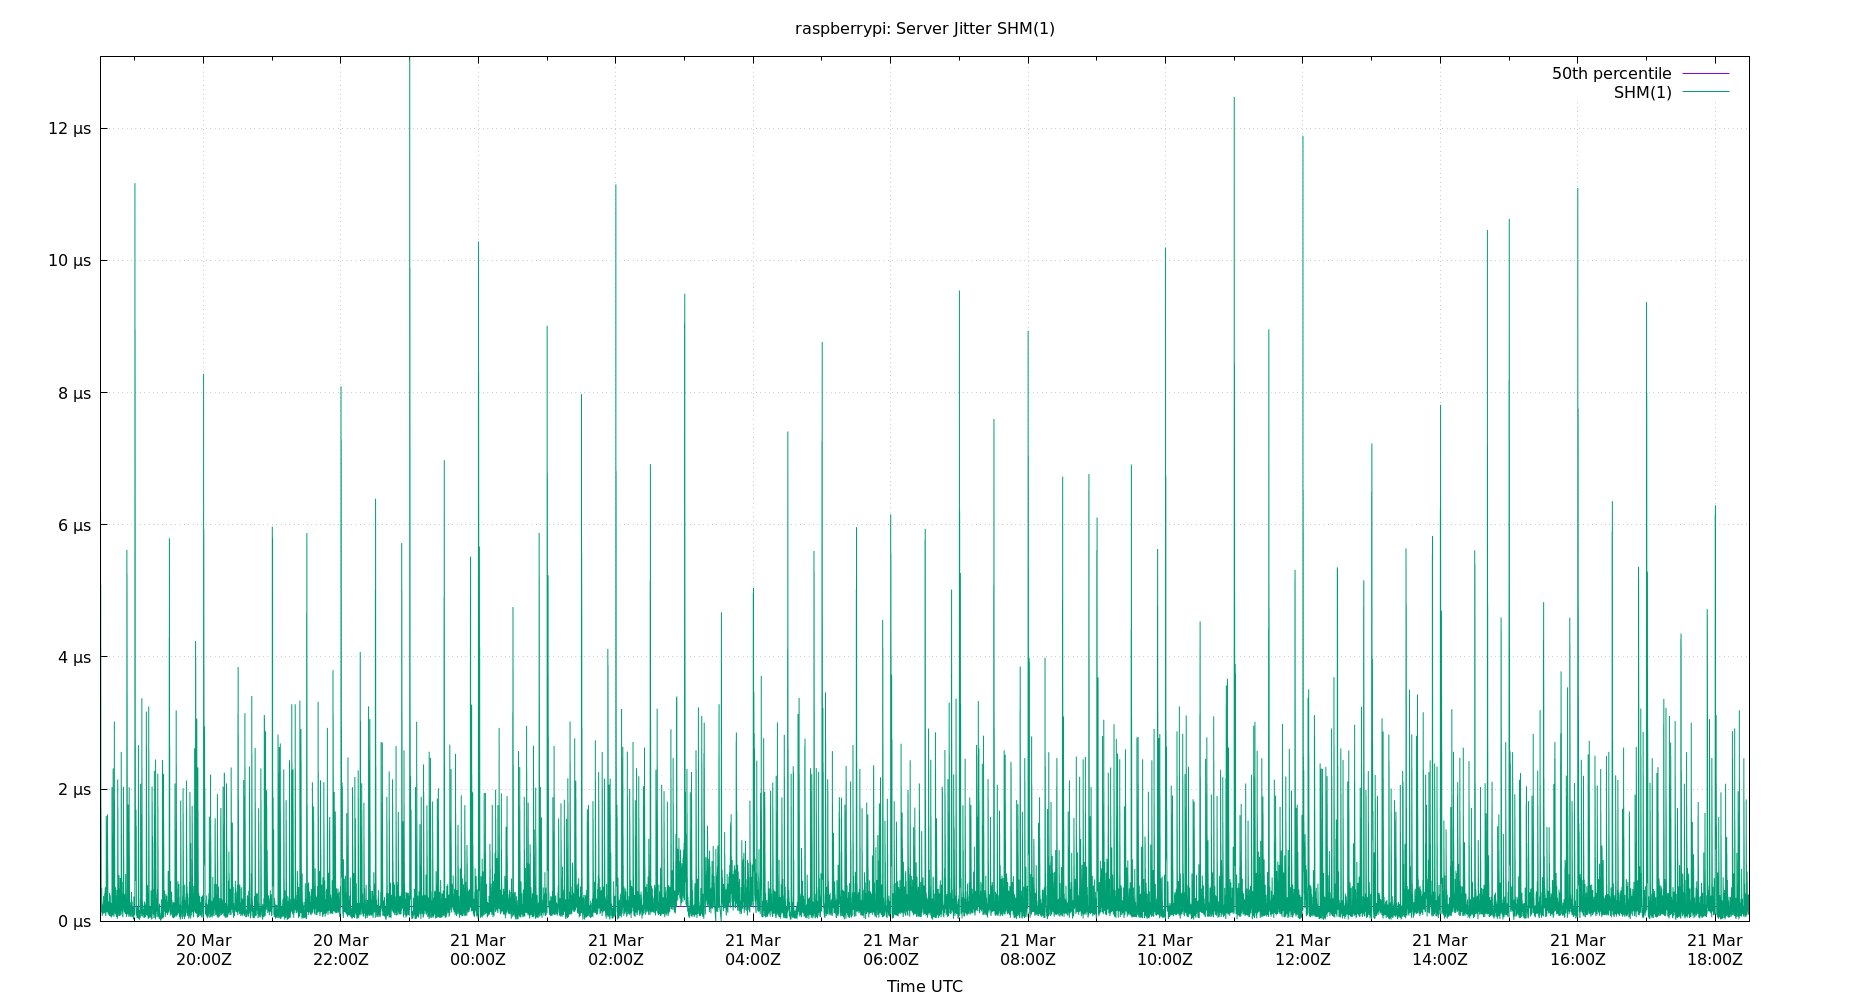 raspberrypi: Server Jitter SHM(1)
50th percentile
SHM(1)
12 µs
10 µs
8 µs
6 µs
4 µs
2 µs
0 µs
20 Mar 20 Mar 21 Mar 21 Mar 21 Mar 21 Mar 21 Mar 21 Mar 21 Mar 21 Mar 21 Mar 21 Mar
20:00Z 22:00Z 00:00Z 02:00Z 04:00Z 06:00Z 08:00Z 10:00Z 12:00Z 14:00Z 16:00Z 18:00Z
Time UTC